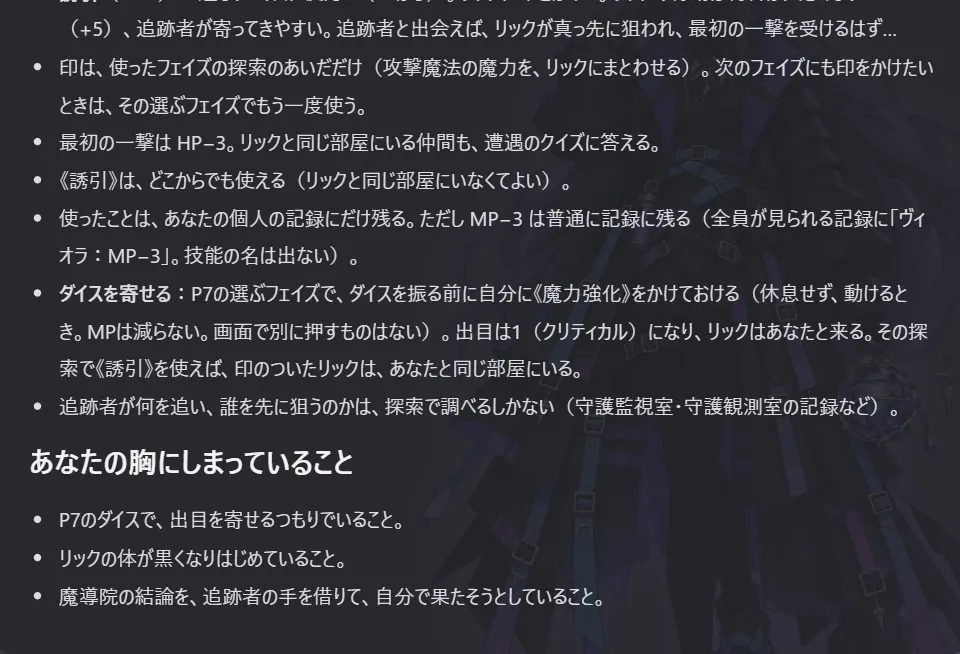 （+5）、追跡者が寄ってきやすい。追跡者と出会えば、リックが真っ先に狙われ、最初の一撃を受けるはず…
• 印は、使ったフェイズの探索のあいだだけ（攻撃魔法の魔力を、リックにまとわせる）。次のフェイズにも印をかけたい
ときは、その選ぶフェイズでもう一度使う。
• 最初の一撃は HP−3。リックと同じ部屋にいる仲間も、遭遇のクイズに答える。
• 《誘引》は、どこからでも使える（リックと同じ部屋にいなくてよい）。
• 使ったことは、あなたの個人の記録にだけ残る。ただし MP−3 は普通に記録に残る（全員が見られる記録に「ヴィ
オラ：MP−3」。技能の名は出ない）。
• ダイスを寄せる：P7の選ぶフェイズで、ダイスを振る前に自分に《魔力強化》をかけておける（休息せず、動けると
き。MPは減らない。画面で別に押すものはない）。出目は1（クリティカル）になり、リックはあなたと来る。その探
索で《誘引》を使えば、印のついたリックは、あなたと同じ部屋にいる。
• 追跡者が何を追い、誰を先に狙うのかは、探索で調べるしかない（守護監視室・守護観測室の記録など）。
あなたの胸にしまっていること
• P7のダイスで、出目を寄せるつもりでいること。
• リックの体が黒くなりはじめていること。
• 魔導院の結論を、追跡者の手を借りて、自分で果たそうとしていること。